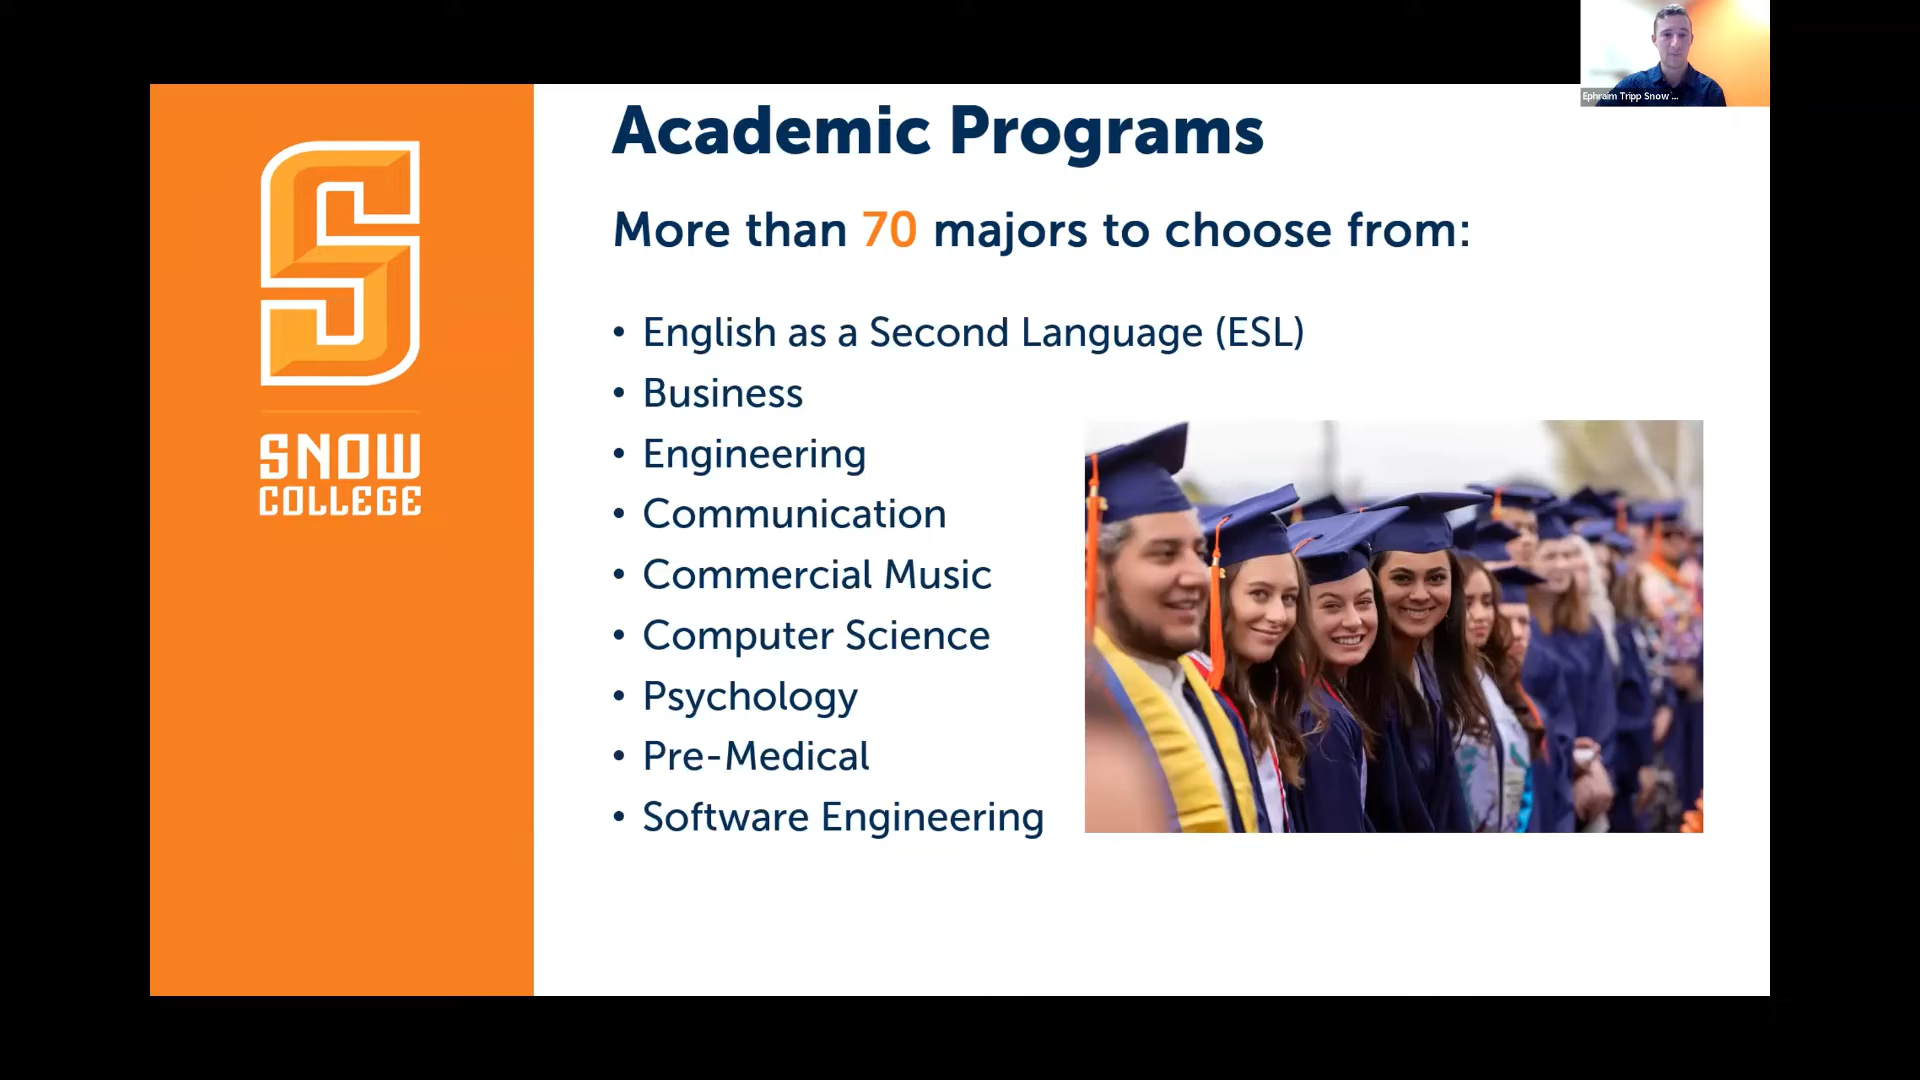 Ephraim Tripp Snow ...
SNOW
COLLEGE
Academic Programs
More than 70 majors to choose from:
• English as a Second Language (ESL)
• Business
• Engineering
• Communication
• Commercial Music
• Computer Science
• Psychology
• Pre-Medical
• Software Engineering